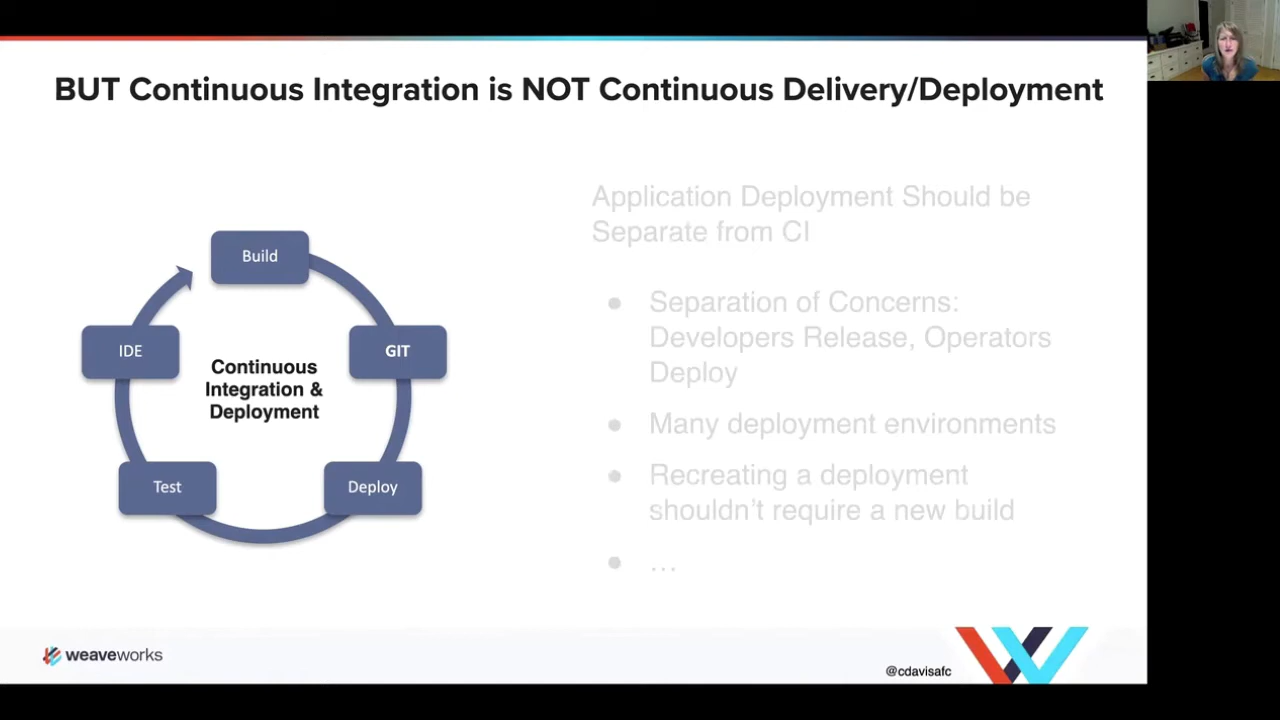 BUT Continuous Integration is NOT Continuous Delivery/Deployment
Build
IDE
GIT
Continuous
Integration &
Deployment
Test
Deploy
Application Deployment Should be
Separate from CI
● Separation of Concerns:
Developers Release, Operators
Deploy
● Many deployment environments
● Recreating a deployment
shouldn’t require a new build
● …
weaveworks
@cdavisafc